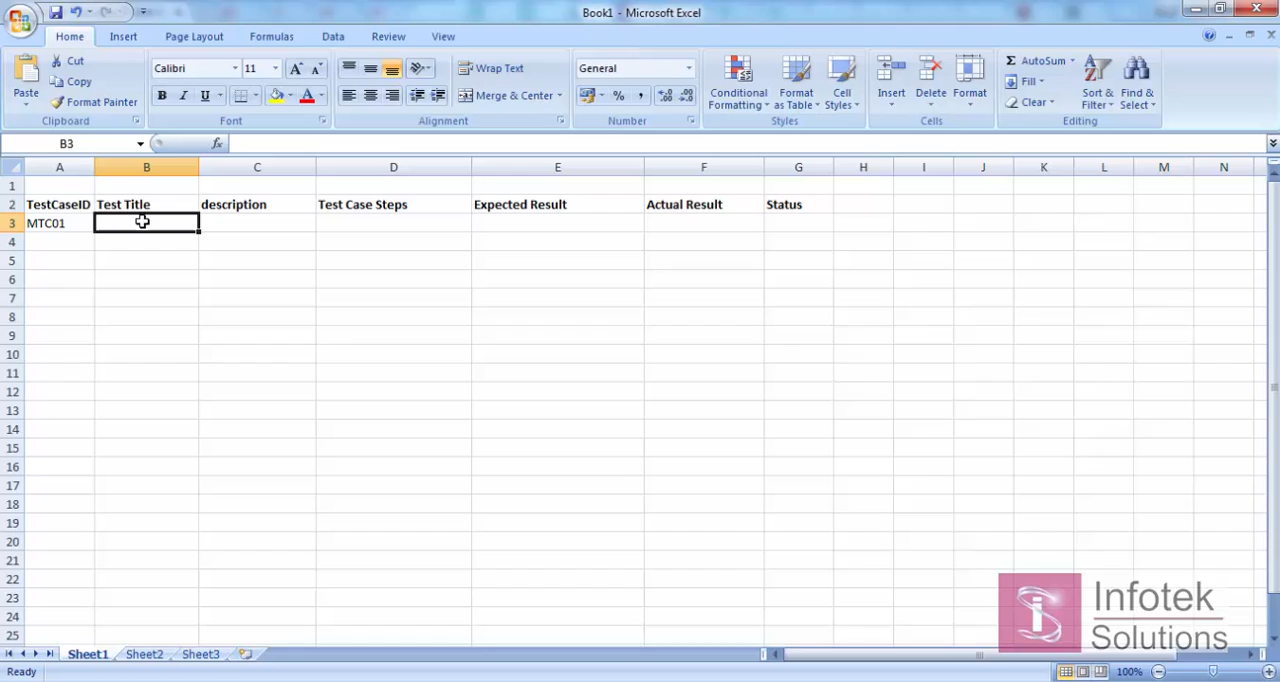 Book1 - Microsoft Excel
Home Insert Page Layout Formulas Data Review View
Paste
Cut
Copy
Format Painter
Clipboard
Calibri 11
B I U
Font
Wrap Text
Merge & Center
Alignment
General
% ,
Number
Conditional Formatting
Format as Table
Cell Styles
Styles
Insert Delete Format
Cells
Σ AutoSum
Fill
Clear
Sort & Filter
Find & Select
Editing
B3 fx
A B C D E F G H I J K L M N
1
2 TestCaseID Test Title description Test Case Steps Expected Result Actual Result Status
3 MTC01
4
5
6
7
8
9
10
11
12
13
14
15
16
17
18
19
20
21
22
23
24
25
Infotek
Solutions
Sheet1 Sheet2 Sheet3
Ready 100%